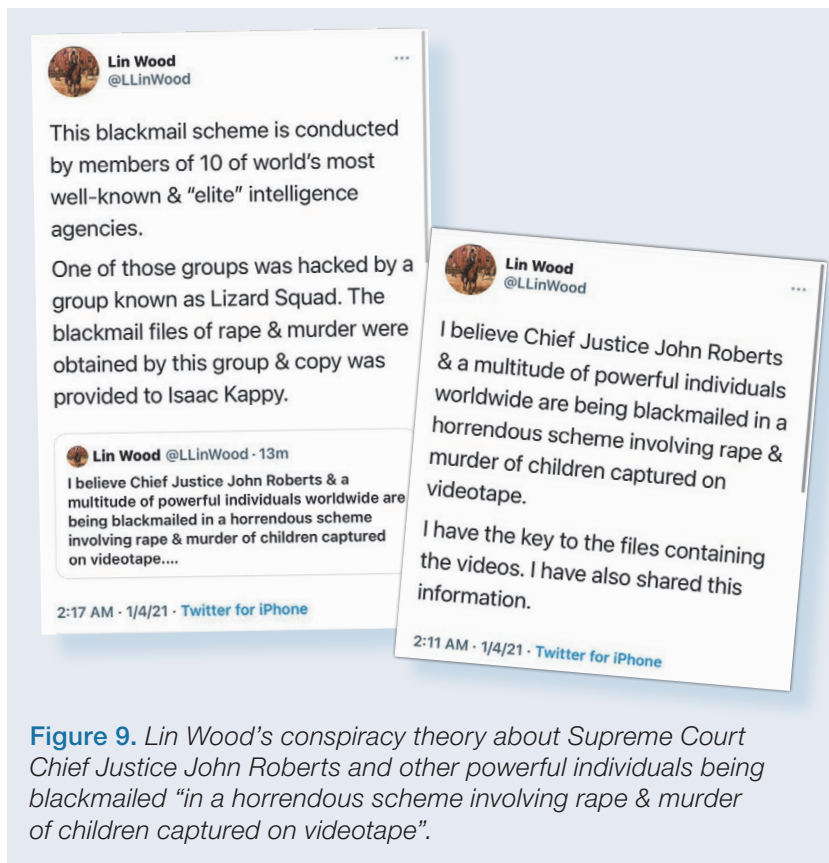 Lin Wood
@LLinWood
...
This blackmail scheme is conducted
by members of 10 of world's most
well-known & "elite" intelligence
agencies.
One of those groups was hacked by a
group known as Lizard Squad. The
blackmail files of rape & murder were
obtained by this group & copy was
provided to Isaac Kappy.
Lin Wood @LLinWood · 13m
I believe Chief Justice John Roberts & a
multitude of powerful individuals worldwide are
being blackmailed in a horrendous scheme
involving rape & murder of children captured
on videotape....
2:17 AM · 1/4/21 · Twitter for iPhone
Lin Wood
@LLinWood
...
I believe Chief Justice John Roberts
& a multitude of powerful individuals
worldwide are being blackmailed in a
horrendous scheme involving rape &
murder of children captured on
videotape.
I have the key to the files containing
the videos. I have also shared this
information.
2:11 AM · 1/4/21 · Twitter for iPhone
Figure 9. Lin Wood's conspiracy theory about Supreme Court
Chief Justice John Roberts and other powerful individuals being
blackmailed "in a horrendous scheme involving rape & murder
of children captured on videotape".